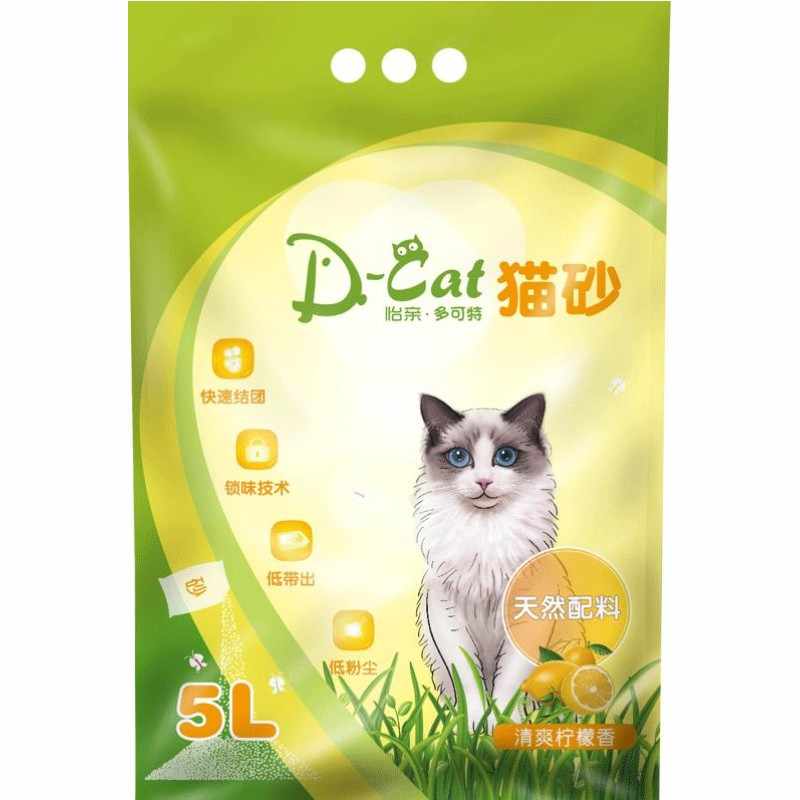 D-Cat 猫砂
怡亲·多可特
快速结团
锁味技术
低带出
低粉尘
天然配料
5L
清爽柠檬香